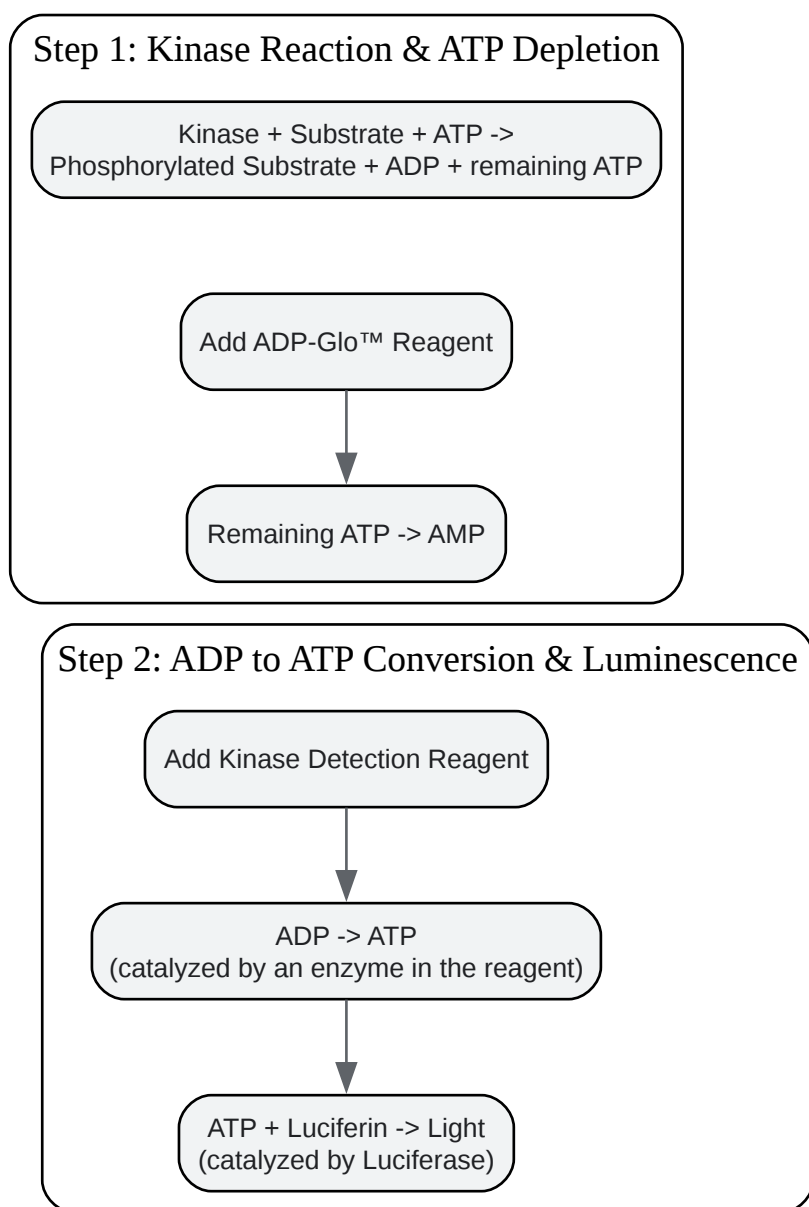 Step 1: Kinase Reaction & ATP Depletion
Kinase + Substrate + ATP ->
Phosphorylated Substrate + ADP + remaining ATP
Add ADP-Glo™ Reagent
Remaining ATP -> AMP
Step 2: ADP to ATP Conversion & Luminescence
Add Kinase Detection Reagent
ADP -> ATP
(catalyzed by an enzyme in the reagent)
ATP + Luciferin -> Light
(catalyzed by Luciferase)